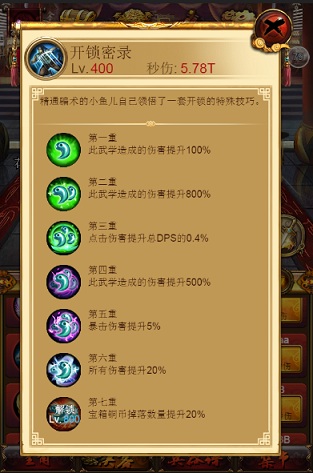 开锁密录
Lv.400 秒伤: 5.78T
精通骗术的小鱼儿自己领悟了一套开锁的特殊技巧。
第一重
此武学造成的伤害提升100%
第二重
此武学造成的伤害提升800%
第三重
点击伤害提升总DPS的0.4%
第四重
此武学造成的伤害提升500%
第五重
暴击伤害提升5%
第六重
所有伤害提升20%
第七重
宝箱铜币掉落数量提升20%
解锁
Lv.800